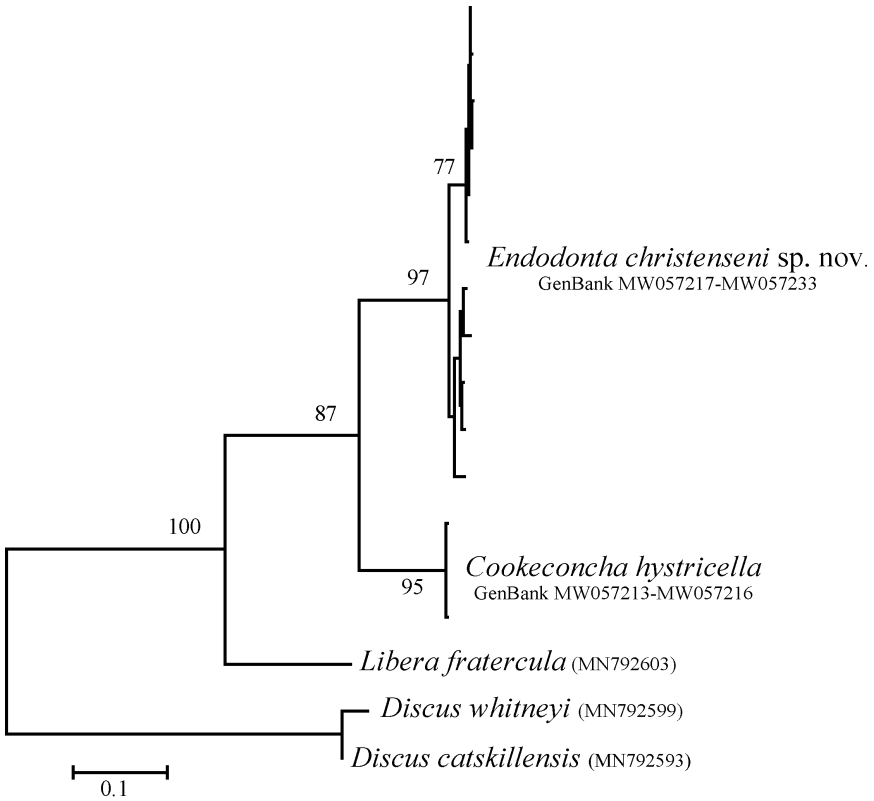 77
Endodonta christenseni sp. nov.
GenBank MW057217-MW057233
97
87
100
Cookeconcha hystricella
95
GenBank MW057213-MW057216
Libera fratercula (MN792603)
Discus whitneyi (MN792599)
Discus catskillensis (MN792593)
0.1